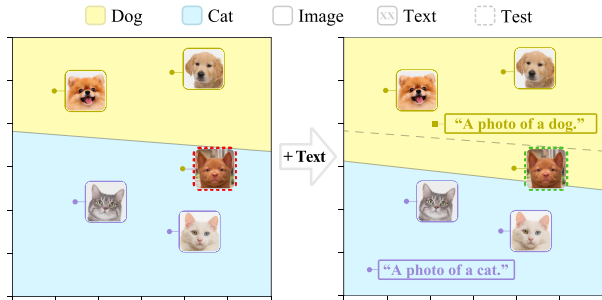 Dog
Cat
Image
XX Text
Test
+ Text
“A photo of a dog.”
“A photo of a cat.”